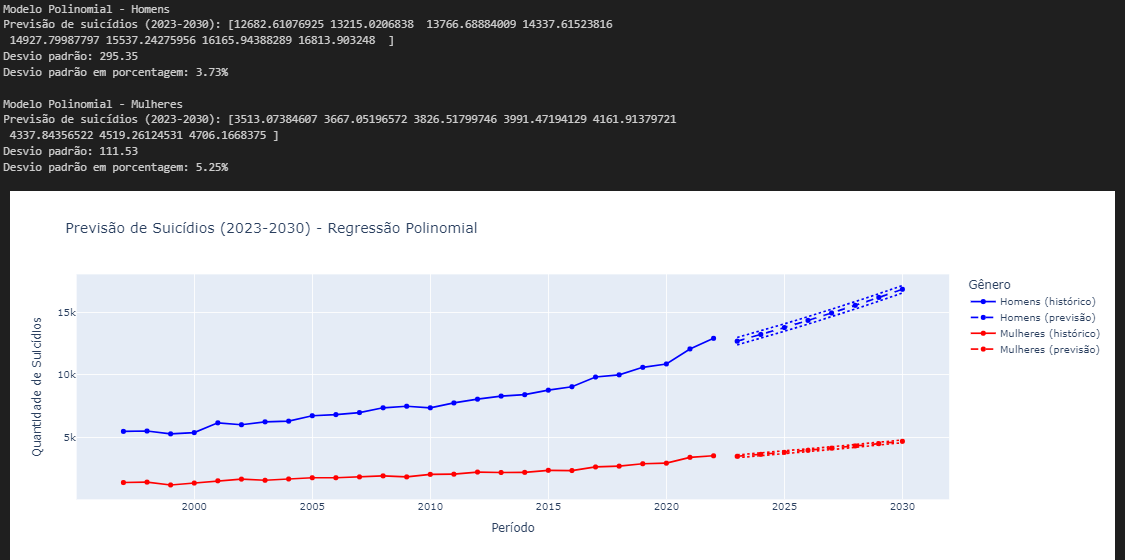 Modelo Polinomial - Homens
Previsão de suicídios (2023-2030): [12682.61076925 13215.0206838  13766.68884009 14337.61523816
 14927.79987797 15537.24275956 16165.94388289 16813.903248  ]
Desvio padrão: 295.35
Desvio padrão em porcentagem: 3.73%
Modelo Polinomial - Mulheres
Previsão de suicídios (2023-2030): [3513.07384607 3667.05196572 3826.51799746 3991.47194129 4161.91379721
 4337.84356522 4519.26124531 4706.1668375 ]
Desvio padrão: 111.53
Desvio padrão em porcentagem: 5.25%
Previsão de Suicídios (2023-2030) - Regressão Polinomial
Gênero
Homens (histórico)
Homens (previsão)
Mulheres (histórico)
Mulheres (previsão)
Quantidade de Suicídios
15k
10k
5k
2000
2005
2010
2015
2020
2025
2030
Período